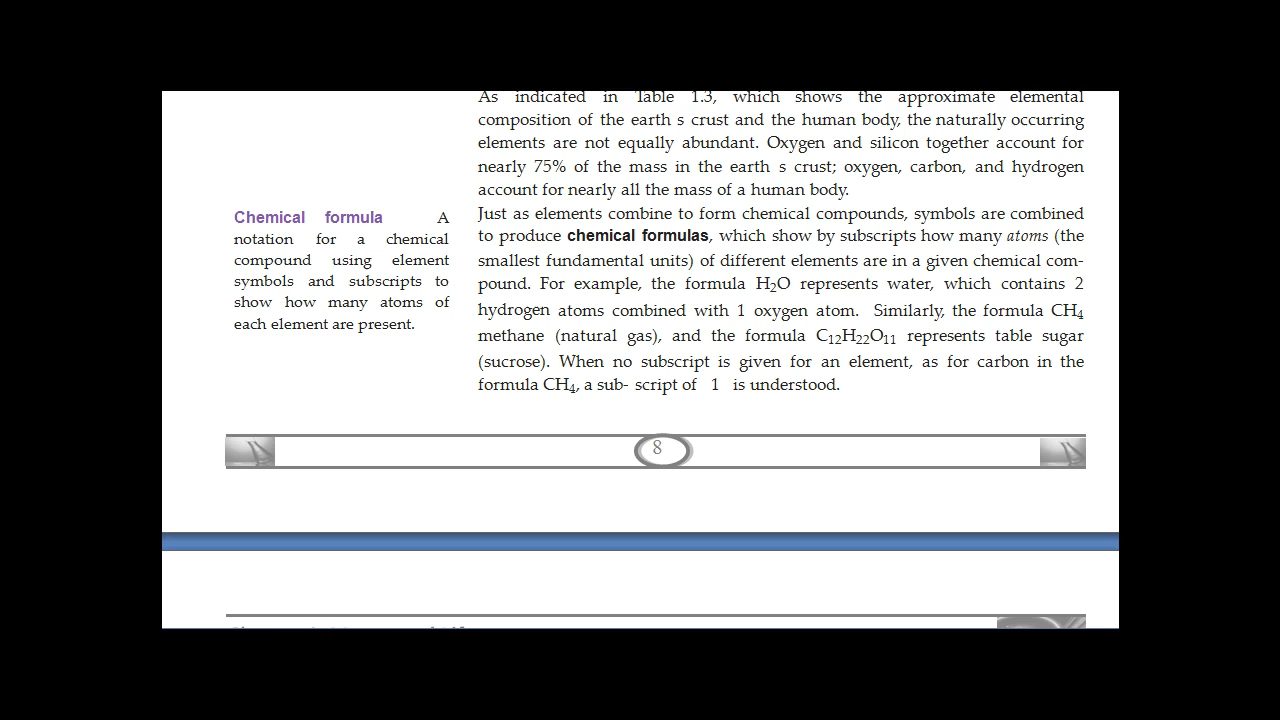 As indicated in Table 1.3, which shows the approximate elemental
composition of the earth s crust and the human body, the naturally occurring
elements are not equally abundant. Oxygen and silicon together account for
nearly 75% of the mass in the earth s crust; oxygen, carbon, and hydrogen
account for nearly all the mass of a human body.
Chemical formula A
notation for a chemical
compound using element
symbols and subscripts to
show how many atoms of
each element are present.
Just as elements combine to form chemical compounds, symbols are combined
to produce chemical formulas, which show by subscripts how many atoms (the
smallest fundamental units) of different elements are in a given chemical com-
pound. For example, the formula H₂O represents water, which contains 2
hydrogen atoms combined with 1 oxygen atom. Similarly, the formula CH₄
methane (natural gas), and the formula C₁₂H₂₂O₁₁ represents table sugar
(sucrose). When no subscript is given for an element, as for carbon in the
formula CH₄, a sub- script of 1 is understood.
8